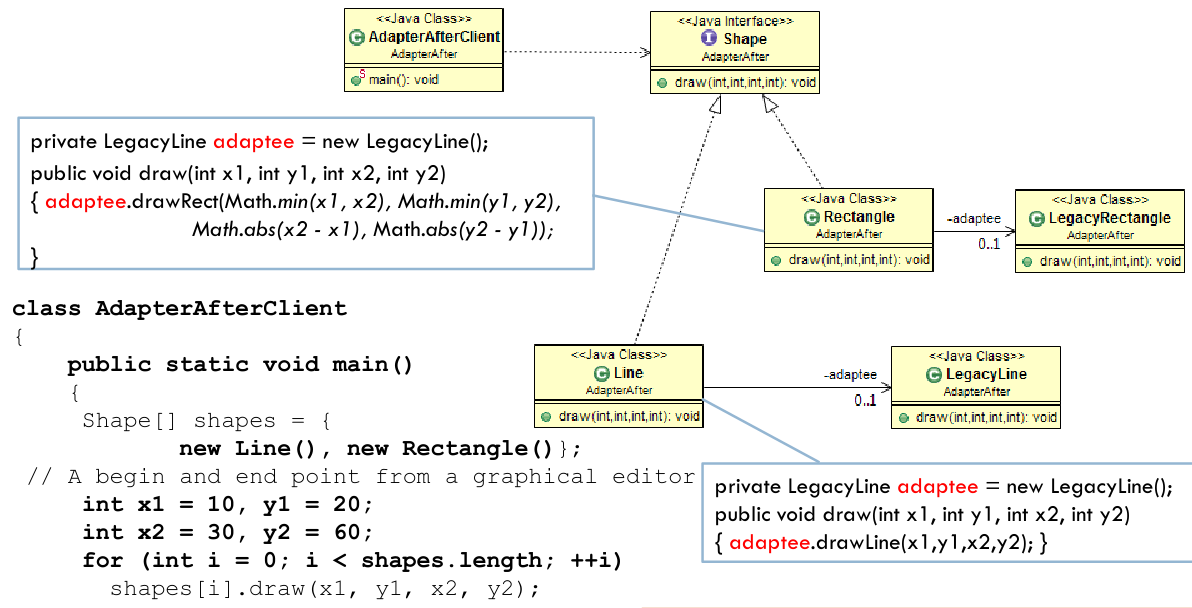 <<Java Class>>
AdapterAfterClient
AdapterAfter
main(): void
<<Java Interface>>
Shape
AdapterAfter
draw(int,int,int,int): void
private LegacyLine adaptee = new LegacyLine();
public void draw(int x1, int y1, int x2, int y2)
{ adaptee.drawRect(Math.min(x1, x2), Math.min(y1, y2),
Math.abs(x2 - x1), Math.abs(y2 - y1));
}
<<Java Class>>
Rectangle
AdapterAfter
draw(int,int,int,int): void
-adaptee
0..1
<<Java Class>>
LegacyRectangle
AdapterAfter
draw(int,int,int,int): void
class AdapterAfterClient
{
public static void main()
{
Shape[] shapes = {
new Line(), new Rectangle()};
// A begin and end point from a graphical editor
int x1 = 10, y1 = 20;
int x2 = 30, y2 = 60;
for (int i = 0; i < shapes.length; ++i)
shapes[i].draw(x1, y1, x2, y2);
<<Java Class>>
Line
AdapterAfter
draw(int,int,int,int): void
-adaptee
0..1
<<Java Class>>
LegacyLine
AdapterAfter
draw(int,int,int,int): void
private LegacyLine adaptee = new LegacyLine();
public void draw(int x1, int y1, int x2, int y2)
{ adaptee.drawLine(x1,y1,x2,y2); }